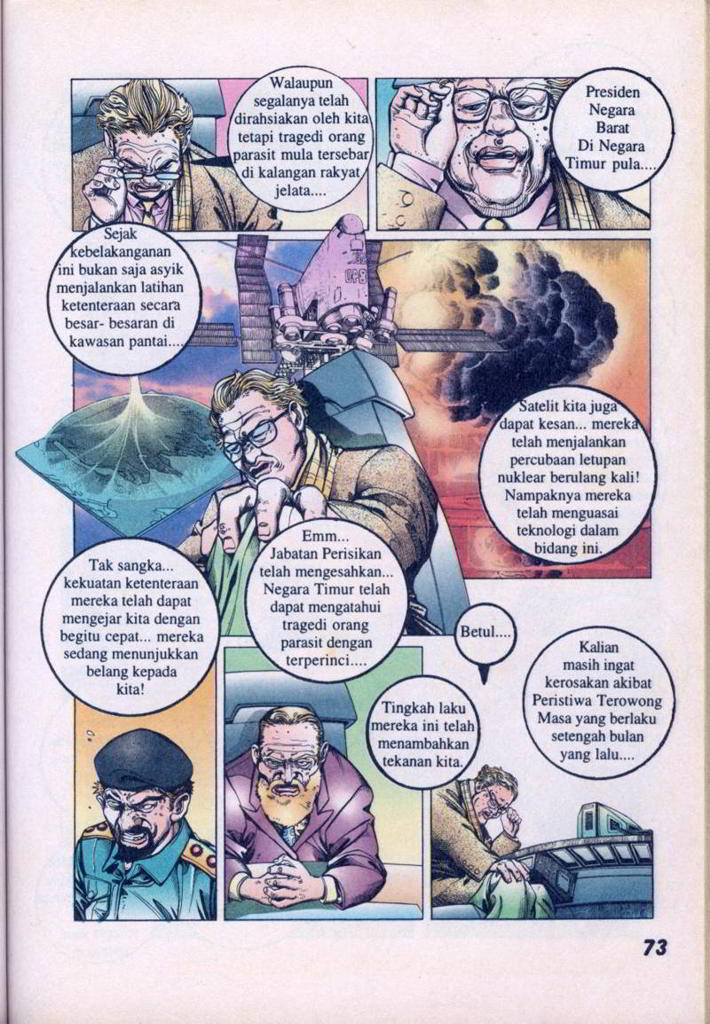 Walaupun
segalanya telah
dirahsiakan oleh kita
tetapi tragedi orang
parasit mula tersebar
di kalangan rakyat
jelata....
Presiden
Negara
Barat
Di Negara
Timur pula....
Sejak
kebelakanganan
ini bukan saja asyik
menjalankan latihan
ketenteraan secara
besar- besaran di
kawasan pantai....
Satelit kita juga
dapat kesan... mereka
telah menjalankan
percubaan letupan
nuklear berulang kali!
Nampaknya mereka
telah menguasai
teknologi dalam
bidang ini.
Tak sangka...
kekuatan ketenteraan
mereka telah dapat
mengejar kita dengan
begitu cepat... mereka
sedang menunjukkan
belang kepada
kita!
Emm...
Jabatan Perisikan
telah mengesahkan...
Negara Timur telah
dapat mengatahui
tragedi orang
parasit dengan
terperinci....
Betul....
Tingkah laku
mereka ini telah
menambahkan
tekanan kita.
Kalian
masih ingat
kerosakan akibat
Peristiwa Terowong
Masa yang berlaku
setengah bulan
yang lalu....
73